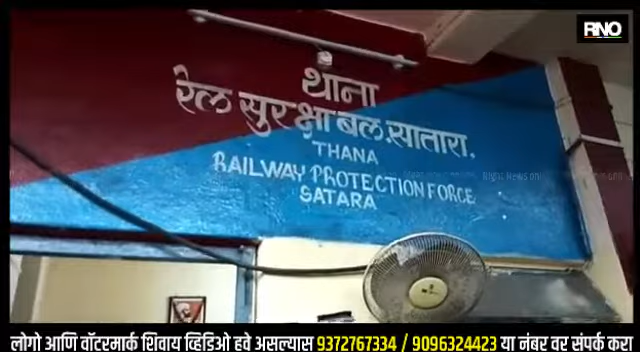 RNO
थाना
रेल सुरक्षा बल.सातारा.
THANA
RAILWAY PROTECTION FORCE
SATARA
लोगो आणि वॉटरमार्क शिवाय व्हिडिओ हवे असल्यास 9372767334 / 9096324423 या नंबर वर संपर्क करा